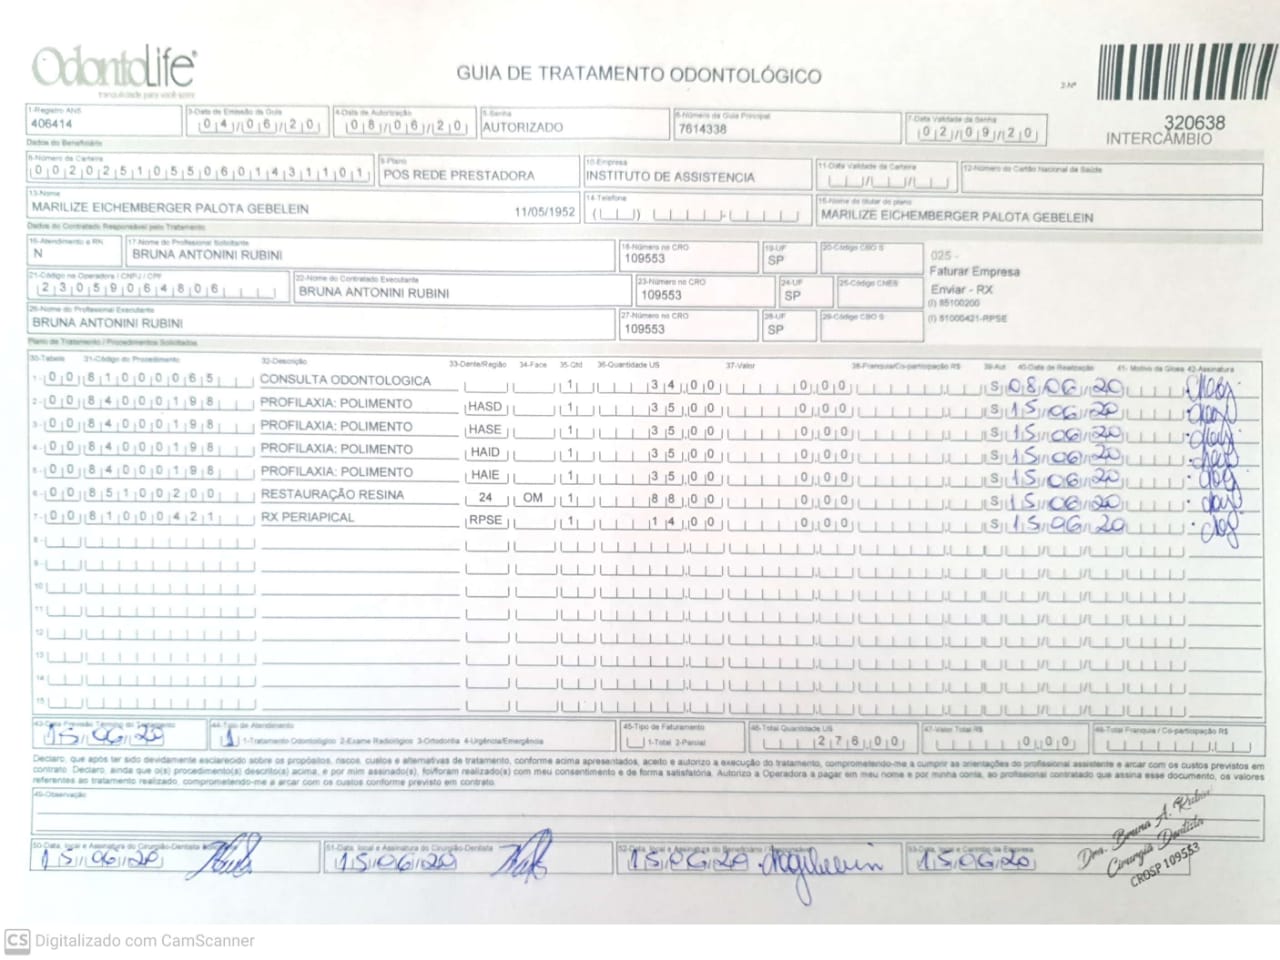 OdontoLife
tranquilidade para você sorrir
GUIA DE TRATAMENTO ODONTOLÓGICO
2-Nº
320638
INTERCÂMBIO
1-Registro ANS
406414
3-Data de Emissão da Guia
04/06/20
4-Data de Autorização
08/06/20
5-Senha
AUTORIZADO
6-Número da Guia Principal
7614338
7-Data Validade da Senha
02/09/20
Dados do Beneficiário
8-Número da Carteira
00202510550601431101
9-Plano
POS REDE PRESTADORA
10-Empresa
INSTITUTO DE ASSISTENCIA
11-Data Validade da Carteira
12-Número do Cartão Nacional de Saúde
13-Nome
MARILIZE EICHEMBERGER PALOTA GEBELEIN 11/05/1952
14-Telefone
15-Nome do titular do plano
MARILIZE EICHEMBERGER PALOTA GEBELEIN
Dados do Contratado Responsável pelo Tratamento
16-Atendimento a RN
N
17-Nome do Profissional Solicitante
BRUNA ANTONINI RUBINI
18-Número no CRO
109553
19-UF
SP
20-Código CBO S
025 -
Faturar Empresa
Enviar - RX
(I) 85100200
(I) 81000421-RPSE
21-Código na Operadora / CNPJ / CPF
23059064806
22-Nome do Contratado Executante
BRUNA ANTONINI RUBINI
23-Número no CRO
109553
24-UF
SP
25-Código CNES
26-Nome do Profissional Executante
BRUNA ANTONINI RUBINI
27-Número no CRO
109553
28-UF
SP
29-Código CBO S
Plano de Tratamento / Procedimentos Solicitados
30-Tabela 31-Código do Procedimento 32-Descrição 33-Dente/Região 34-Face 35-Qtd 36-Quantidade US 37-Valor 38-Franquia/Co-participação R$ 39-Aut 40-Data de Realização 41- Motivo da Glosa 42-Assinatura
1- 00 81000065 CONSULTA ODONTOLOGICA 1 34,00 0,00 S 08/06/20
2- 00 84000198 PROFILAXIA: POLIMENTO HASD 1 35,00 0,00 S 15/06/20
3- 00 84000198 PROFILAXIA: POLIMENTO HASE 1 35,00 0,00 S 15/06/20
4- 00 84000198 PROFILAXIA: POLIMENTO HAID 1 35,00 0,00 S 15/06/20
5- 00 84000198 PROFILAXIA: POLIMENTO HAIE 1 35,00 0,00 S 15/06/20
6- 00 85100200 RESTAURAÇÃO RESINA 24 OM 1 88,00 0,00 S 15/06/20
7- 00 81000421 RX PERIAPICAL RPSE 1 14,00 0,00 S 15/06/20
8-
9-
10
11
12
13
14
15
43-Data Previsão Término do Tratamento
15/06/20
44-Tipo de Atendimento
1 1-Tratamento Odontológico 2-Exame Radiológico 3-Ortodontia 4-Urgência/Emergência
45-Tipo de Faturamento
1-Total 2-Parcial
46-Total Quantidade US
276,00
47-Valor Total R$
0,00
48-Total Franquia / Co-participação R$
Declaro, que após ter sido devidamente esclarecido sobre os propósitos, riscos, custos e alternativas de tratamento, conforme acima apresentados, aceito e autorizo a execução do tratamento, comprometendo-me a cumprir as orientações do profissional assistente e arcar com os custos previstos em
contrato. Declaro, ainda que o(s) procedimento(s) descrito(s) acima, e por mim assinado(s), foi/foram realizado(s) com meu consentimento e de forma satisfatória. Autorizo a Operadora a pagar em meu nome e por minha conta, ao profissional contratado que assina esse documento, os valores
referentes ao tratamento realizado, comprometendo-me a arcar com os custos conforme previsto em contrato.
49-Observação
50-Data, local e Assinatura do Cirurgião-Dentista
15/06/20
51-Data, local e Assinatura do Cirurgião-Dentista
15/06/20
52-Data, local e Assinatura do Beneficiário / Responsável
15/06/20
53-Data, local e Carimbo da Empresa
15/06/20
Dra. Bruna A. Rubini
Cirurgiã Dentista
CROSP 109553
CS Digitalizado com CamScanner